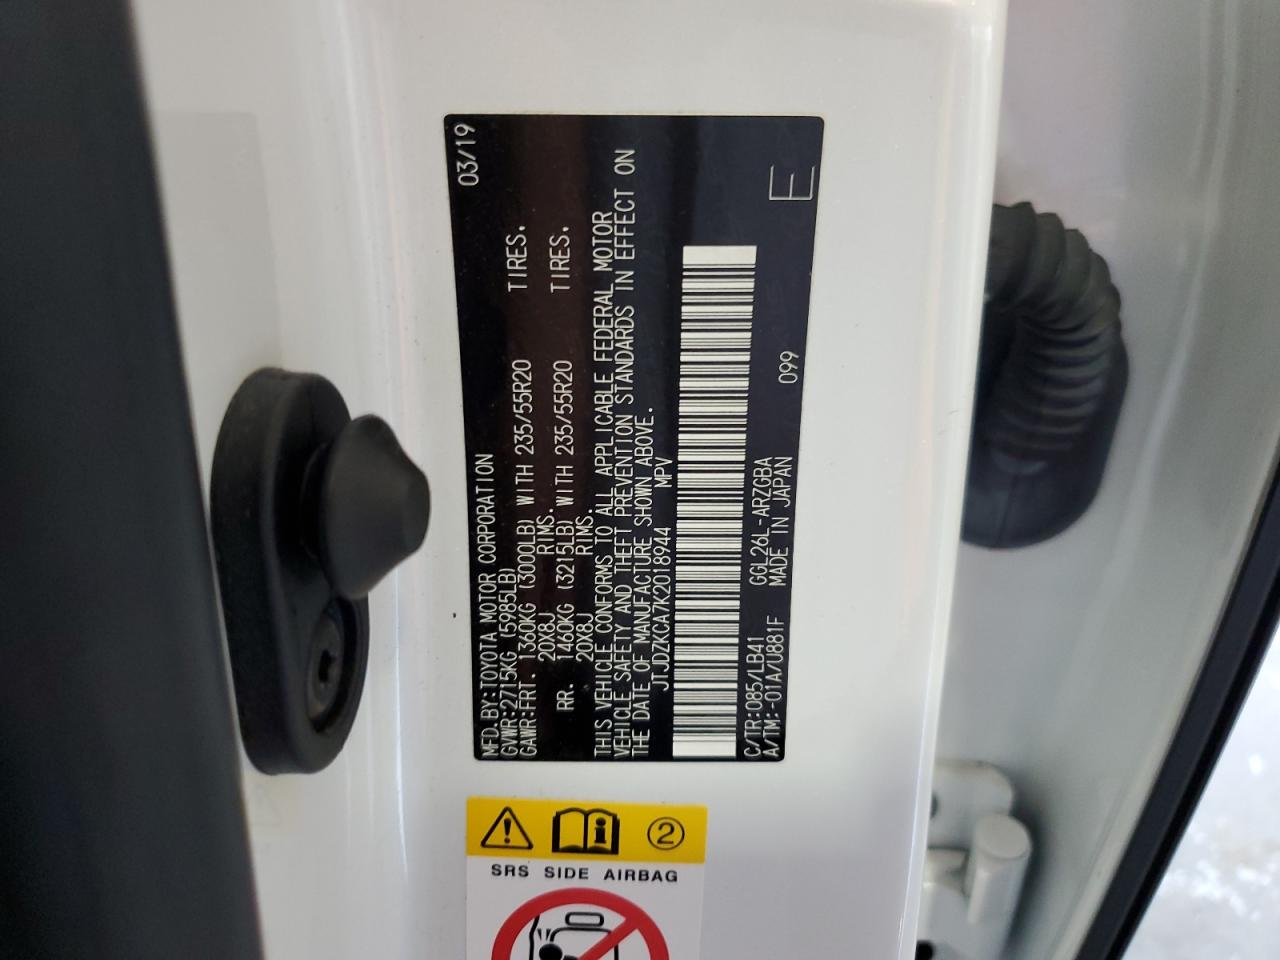 MFD.BY:TOYOTA MOTOR CORPORATION 03/19
GVWR:2715KG (5985LB)
GAWR:FRT. 1360KG (3000LB) WITH 235/55R20 TIRES.
20X8J RIMS.
RR. 1460KG (3215LB) WITH 235/55R20 TIRES.
20X8J RIMS.
THIS VEHICLE CONFORMS TO ALL APPLICABLE FEDERAL MOTOR
VEHICLE SAFETY AND THEFT PREVENTION STANDARDS IN EFFECT ON
THE DATE OF MANUFACTURE SHOWN ABOVE.
JTJDZKCA7K2018944 MPV
C/TR:085/LB41 GGL26L-ARZGBA
A/TM:-01A/U881F MADE IN JAPAN 099
E
2
SRS SIDE AIRBAG